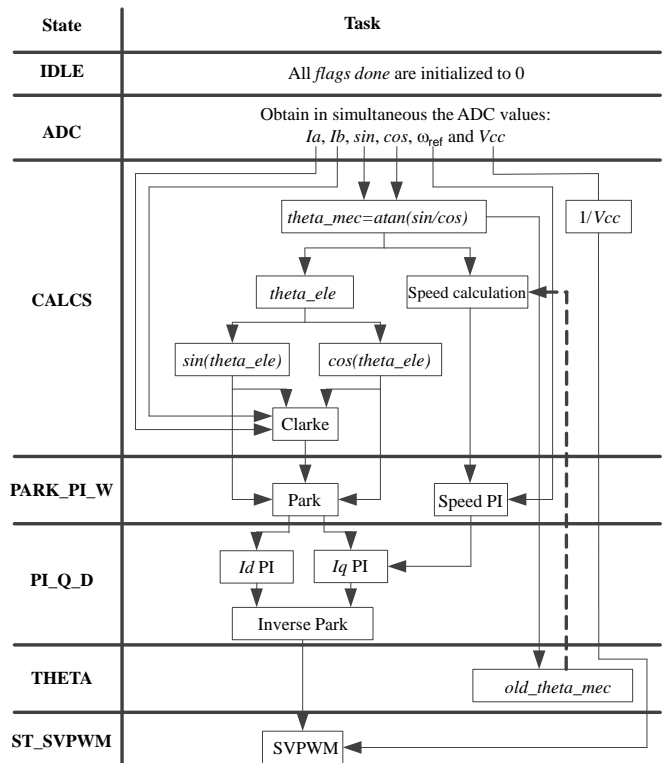 State Task
IDLE All flags done are initialized to 0
ADC Obtain in simultaneous the ADC values:
Ia, Ib, sin, cos, ωref and Vcc
CALCS
theta_mec=atan(sin/cos)
1/Vcc
theta_ele
Speed calculation
sin(theta_ele)
cos(theta_ele)
Clarke
PARK_PI_W
Park
Speed PI
PI_Q_D
Id PI
Iq PI
Inverse Park
THETA
old_theta_mec
ST_SVPWM
SVPWM